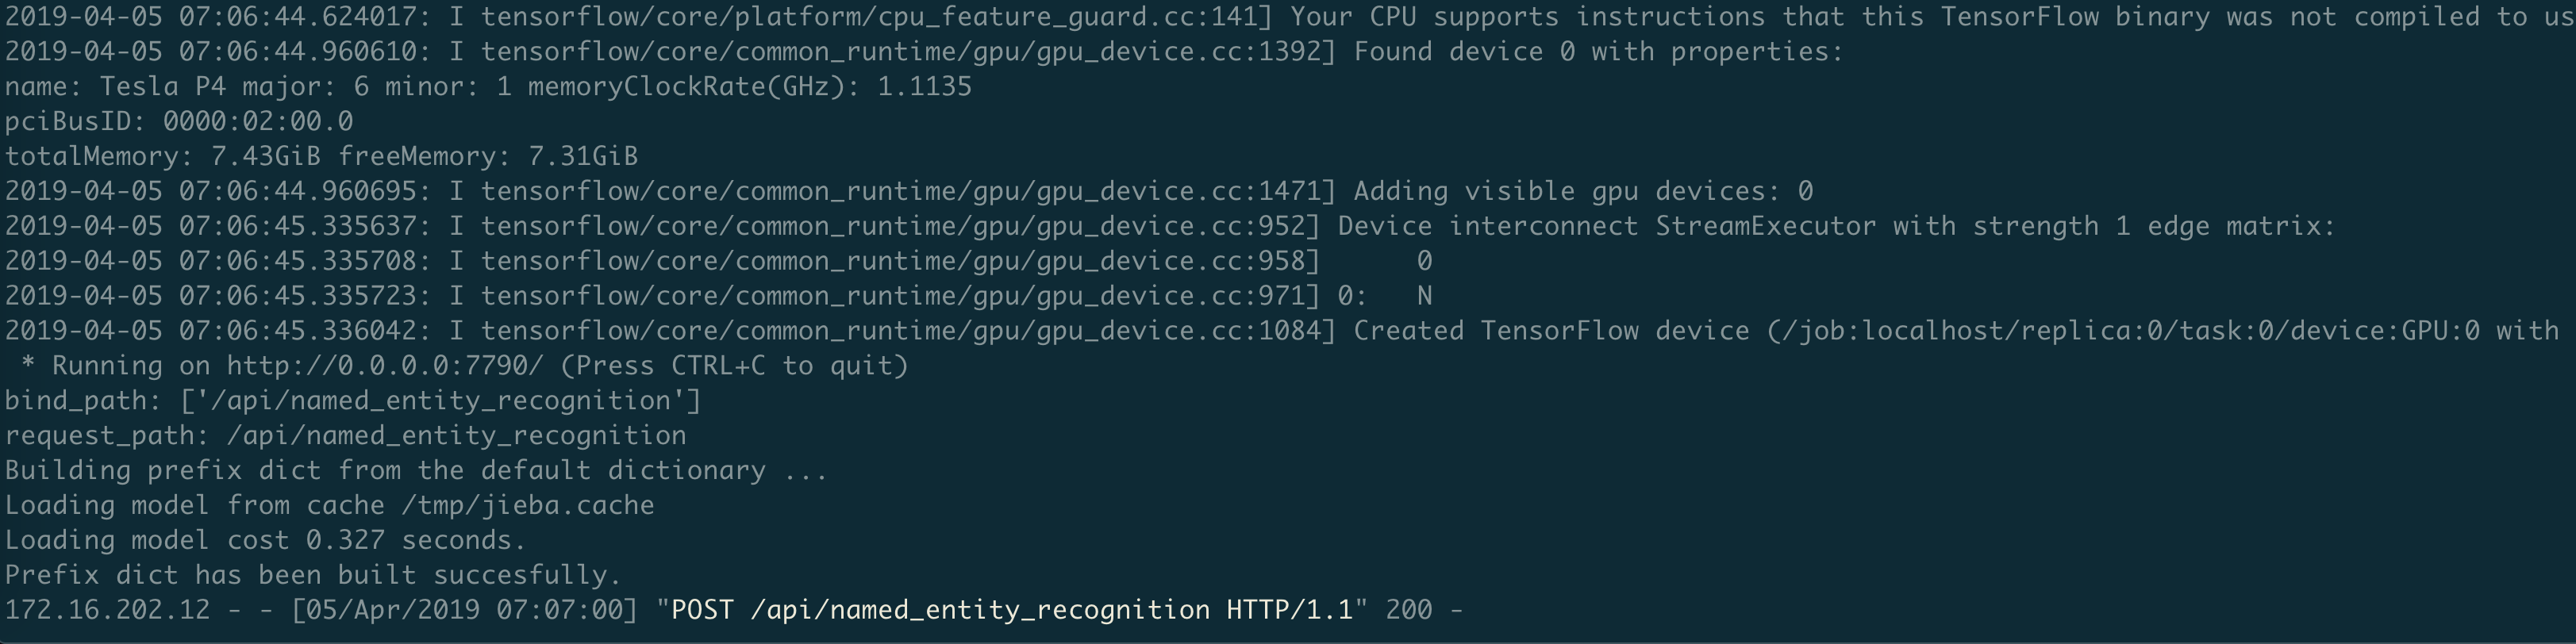 2019-04-05 07:06:44.624017: I tensorflow/core/platform/cpu_feature_guard.cc:141] Your CPU supports instructions that this TensorFlow binary was not compiled to us
2019-04-05 07:06:44.960610: I tensorflow/core/common_runtime/gpu/gpu_device.cc:1392] Found device 0 with properties:
name: Tesla P4 major: 6 minor: 1 memoryClockRate(GHz): 1.1135
pciBusID: 0000:02:00.0
totalMemory: 7.43GiB freeMemory: 7.31GiB
2019-04-05 07:06:44.960695: I tensorflow/core/common_runtime/gpu/gpu_device.cc:1471] Adding visible gpu devices: 0
2019-04-05 07:06:45.335637: I tensorflow/core/common_runtime/gpu/gpu_device.cc:952] Device interconnect StreamExecutor with strength 1 edge matrix:
2019-04-05 07:06:45.335708: I tensorflow/core/common_runtime/gpu/gpu_device.cc:958]      0
2019-04-05 07:06:45.335723: I tensorflow/core/common_runtime/gpu/gpu_device.cc:971] 0:   N
2019-04-05 07:06:45.336042: I tensorflow/core/common_runtime/gpu/gpu_device.cc:1084] Created TensorFlow device (/job:localhost/replica:0/task:0/device:GPU:0 with
 * Running on http://0.0.0.0:7790/ (Press CTRL+C to quit)
bind_path: ['/api/named_entity_recognition']
request_path: /api/named_entity_recognition
Building prefix dict from the default dictionary ...
Loading model from cache /tmp/jieba.cache
Loading model cost 0.327 seconds.
Prefix dict has been built succesfully.
172.16.202.12 - - [05/Apr/2019 07:07:00] "POST /api/named_entity_recognition HTTP/1.1" 200 -